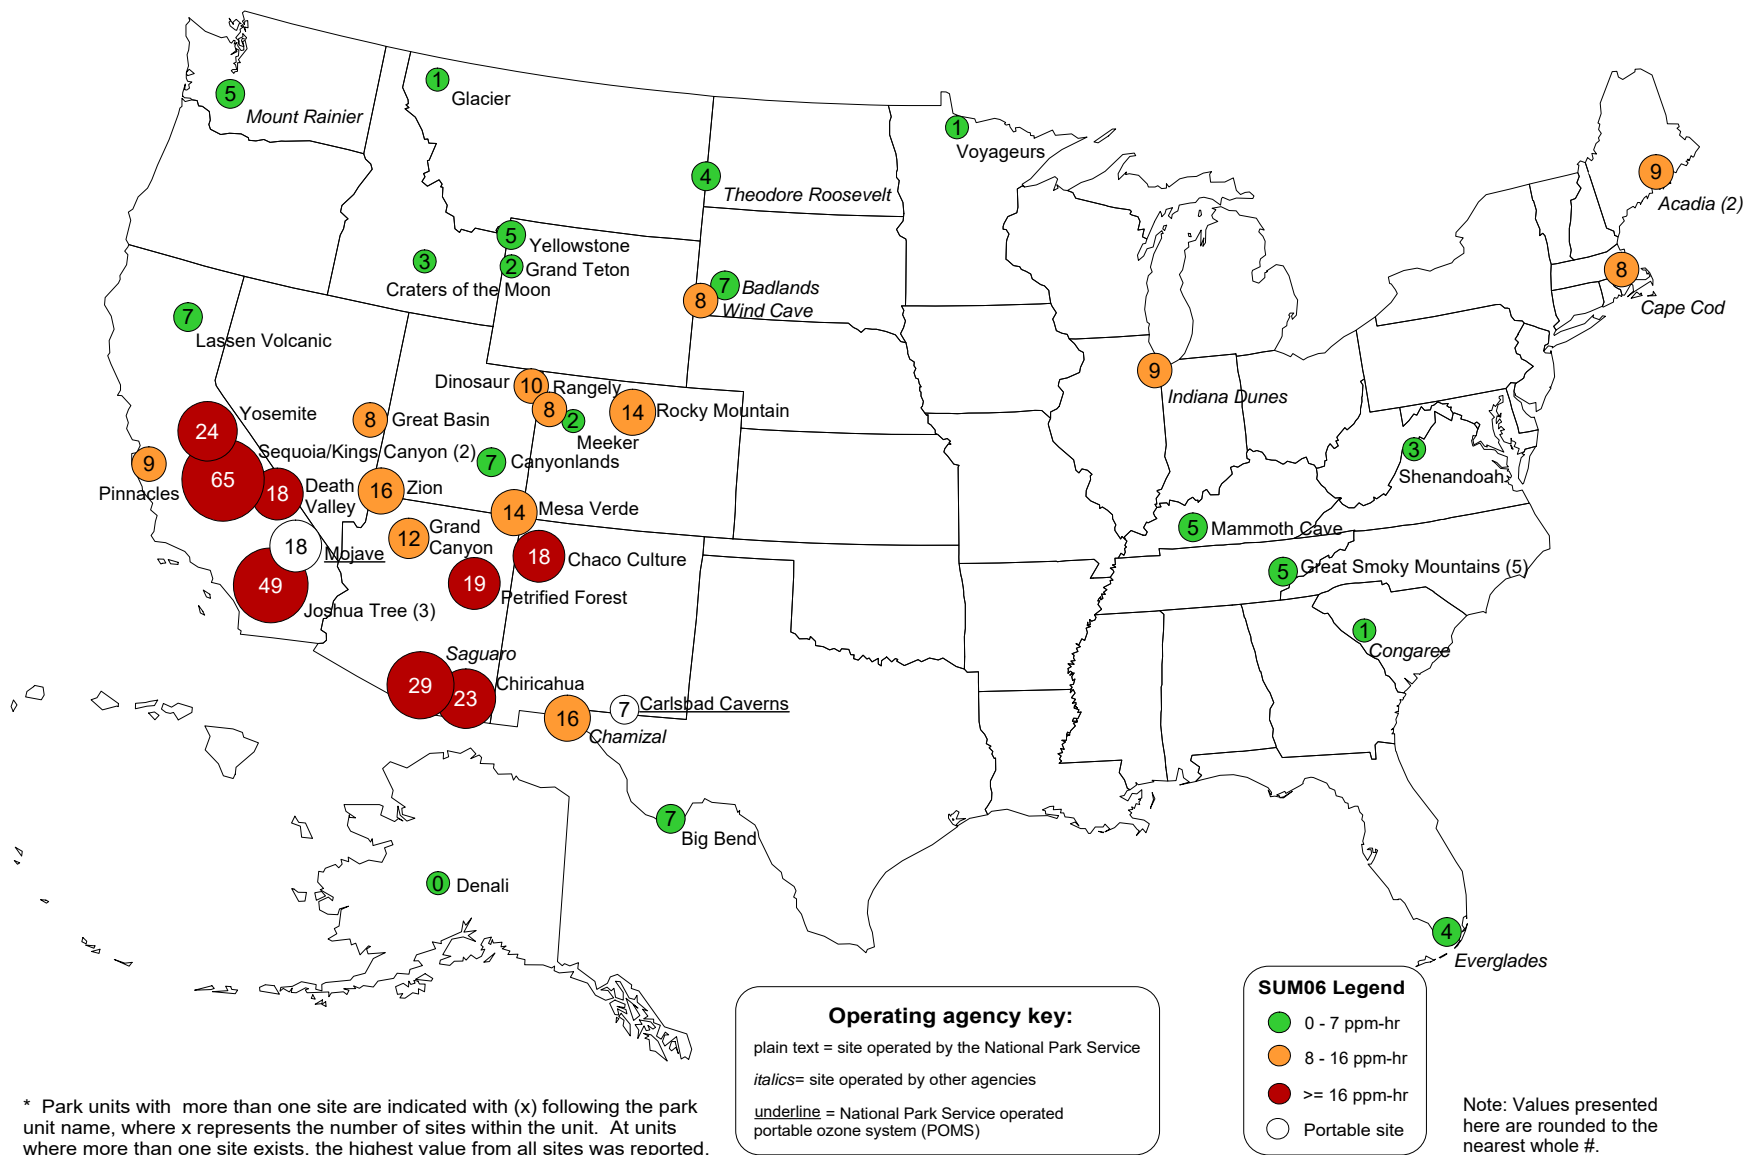 1
Glacier
5
Mount Rainier
1
Voyageurs
4
Theodore Roosevelt
9
Acadia (2)
5
Yellowstone
2
Grand Teton
3
Craters of the Moon
7
Badlands
8
Wind Cave
8
Cape Cod
7
Lassen Volcanic
Dinosaur
10
Rangely
8
2
Meeker
14
Rocky Mountain
9
Indiana Dunes
24
Yosemite
8
Great Basin
Sequoia/Kings Canyon (2)
65
7
Canyonlands
9
Pinnacles
18
Death
Valley
16
Zion
14
Mesa Verde
3
Shenandoah
12
Grand
Canyon
18
Mojave
18
Chaco Culture
5
Mammoth Cave
49
Joshua Tree (3)
19
Petrified Forest
5
Great Smoky Mountains (5)
1
Congaree
Saguaro
29
23
Chiricahua
16
Chamizal
7
Carlsbad Caverns
7
Big Bend
0
Denali
4
Everglades
Operating agency key:
plain text = site operated by the National Park Service
italics= site operated by other agencies
underline = National Park Service operated
portable ozone system (POMS)
SUM06 Legend
0 - 7 ppm-hr
8 - 16 ppm-hr
>= 16 ppm-hr
Portable site
* Park units with more than one site are indicated with (x) following the park
unit name, where x represents the number of sites within the unit. At units
where more than one site exists, the highest value from all sites was reported.
Note: Values presented
here are rounded to the
nearest whole #.